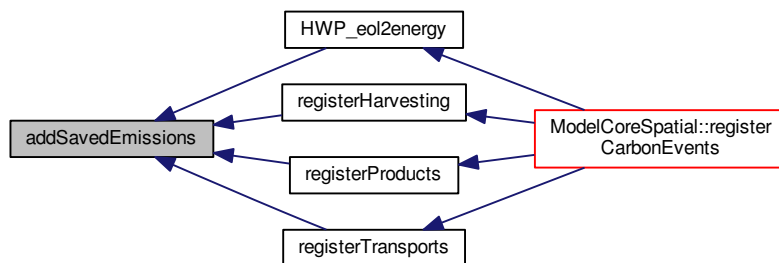 HWP_eol2energy
registerHarvesting
addSavedEmissions
registerProducts
registerTransports
ModelCoreSpatial::register
CarbonEvents